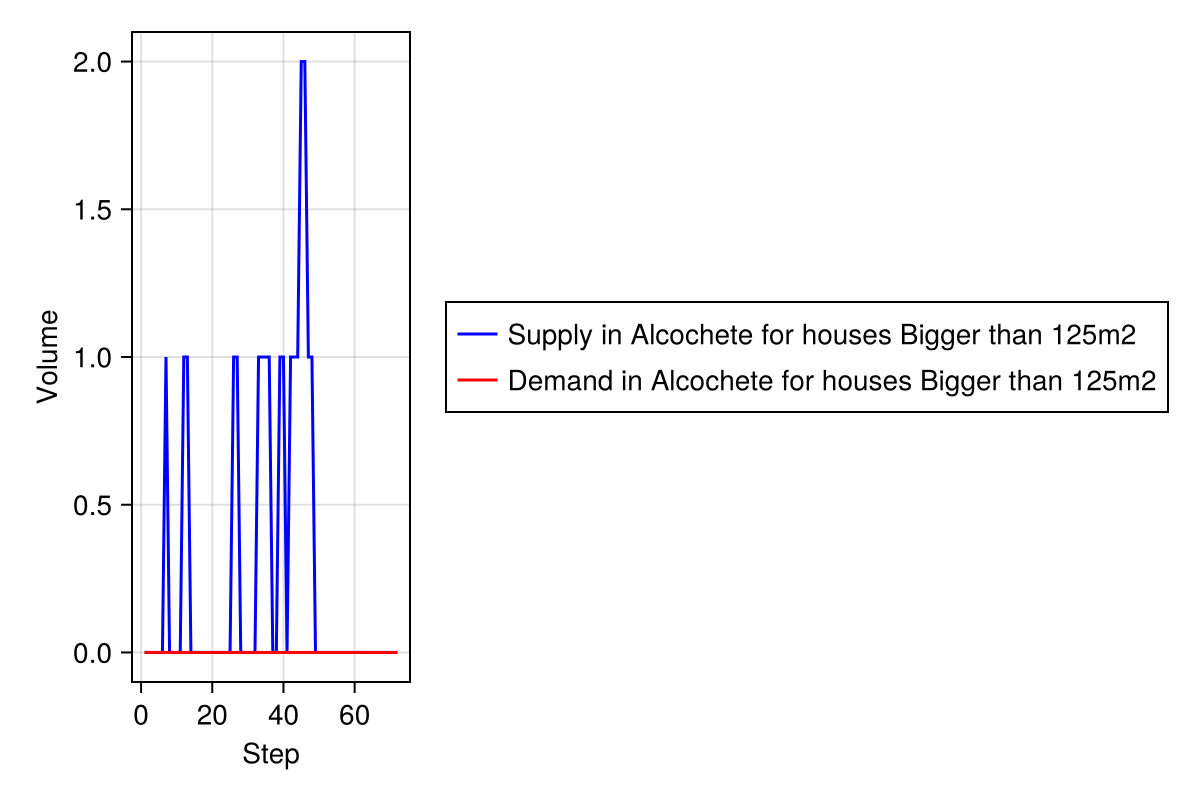 2.0
1.5
1.0
0.5
0.0
Volume
0 20 40 60
Step
Supply in Alcochete for houses Bigger than 125m2
Demand in Alcochete for houses Bigger than 125m2